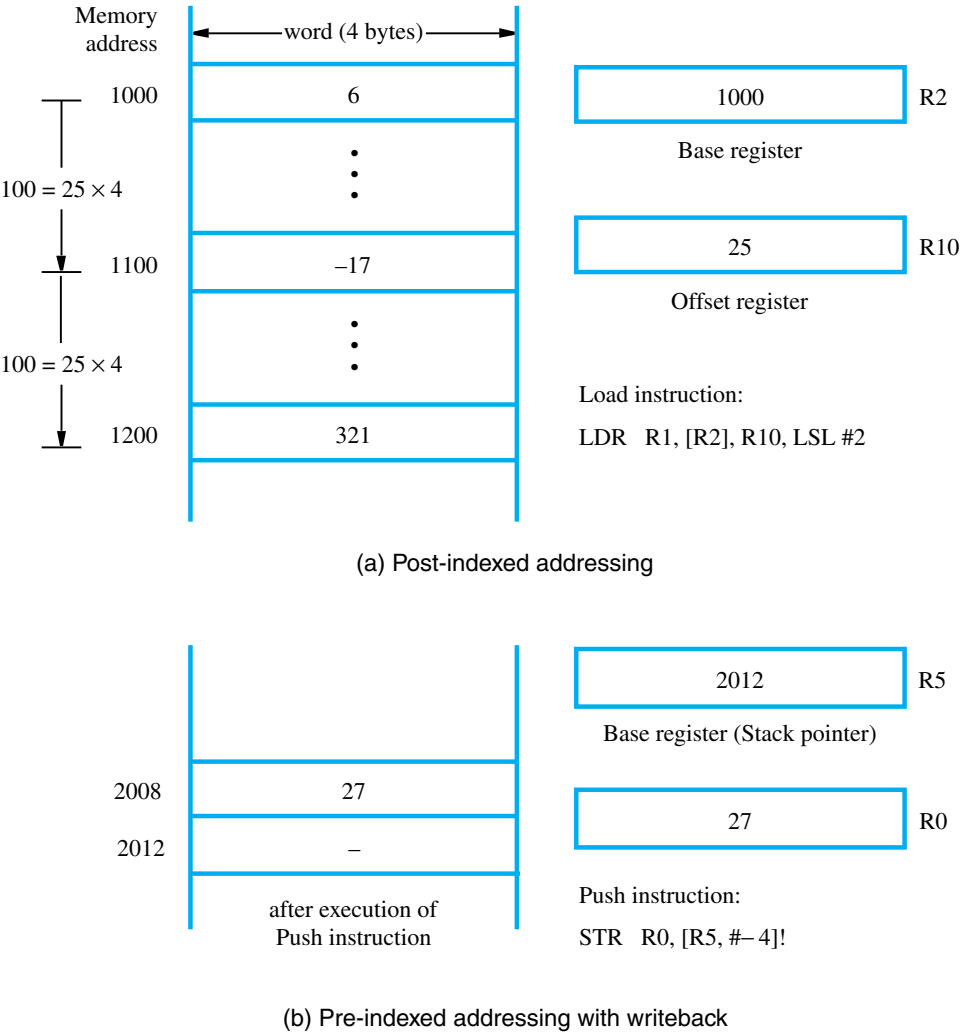 Memory
address
word (4 bytes)
1000
6
1000
R2
Base register
100 = 25 × 4
25
R10
1100
–17
Offset register
100 = 25 × 4
Load instruction:
1200
321
LDR R1, [R2], R10, LSL #2
(a) Post-indexed addressing
2012
R5
Base register (Stack pointer)
2008
27
27
R0
2012
–
after execution of
Push instruction
Push instruction:
STR R0, [R5, #– 4]!
(b) Pre-indexed addressing with writeback